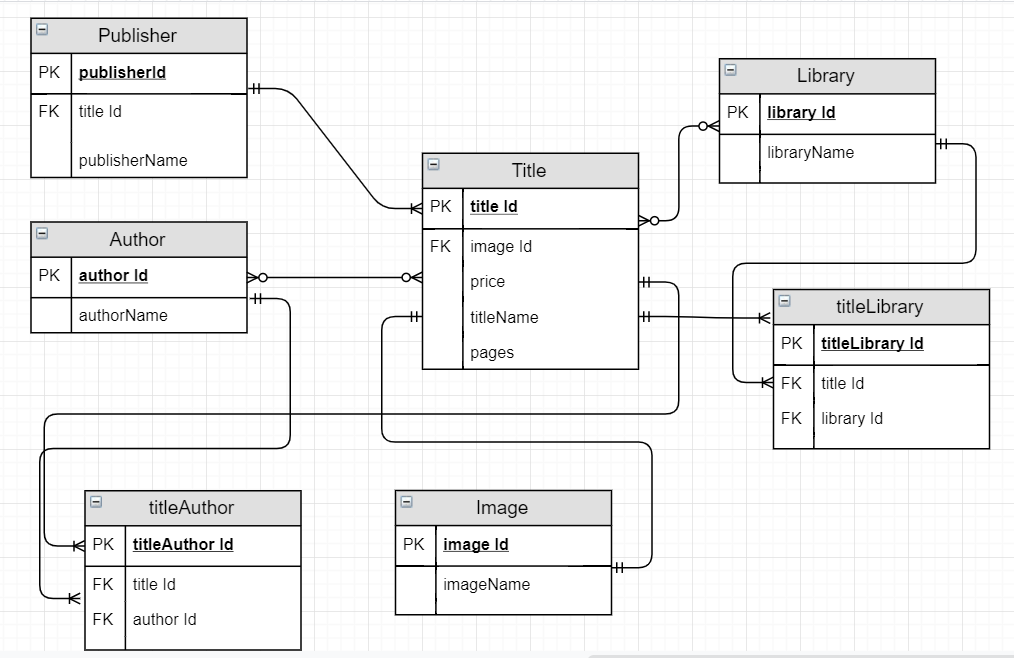 Publisher
PK publisherId
FK title Id
publisherName
Author
PK author Id
authorName
Title
PK title Id
FK image Id
price
titleName
pages
Library
PK library Id
libraryName
titleLibrary
PK titleLibrary Id
FK title Id
FK library Id
titleAuthor
PK titleAuthor Id
FK title Id
FK author Id
Image
PK image Id
imageName